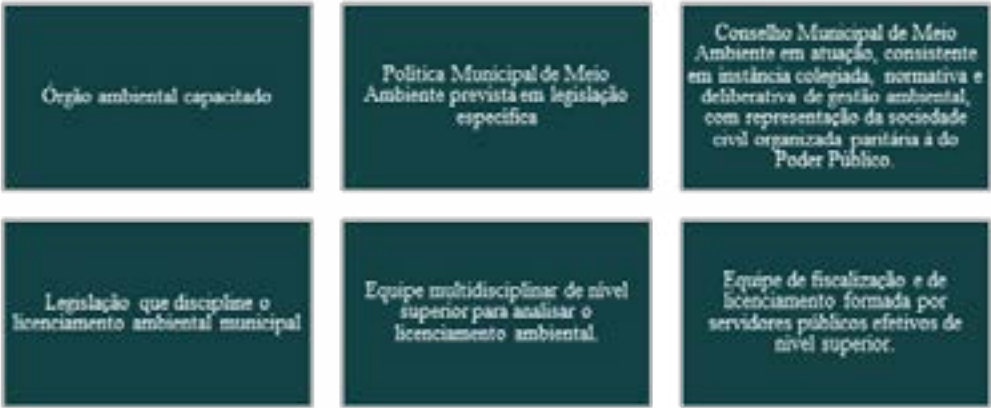 Órgão ambiental capacitado
Política Municipal de Meio
Ambiente prevista em legislação
específica
Conselho Municipal de Meio
Ambiente em atuação, consistente
em instância colegiada, normativa e
deliberativa de gestão ambiental,
com representação da sociedade
civil organizada paritária à do
Poder Público.
Legislação que discipline o
licenciamento ambiental municipal
Equipe multidisciplinar de nível
superior para analisar o
licenciamento ambiental.
Equipe de fiscalização e de
licenciamento formada por
servidores públicos efetivos de
nível superior.